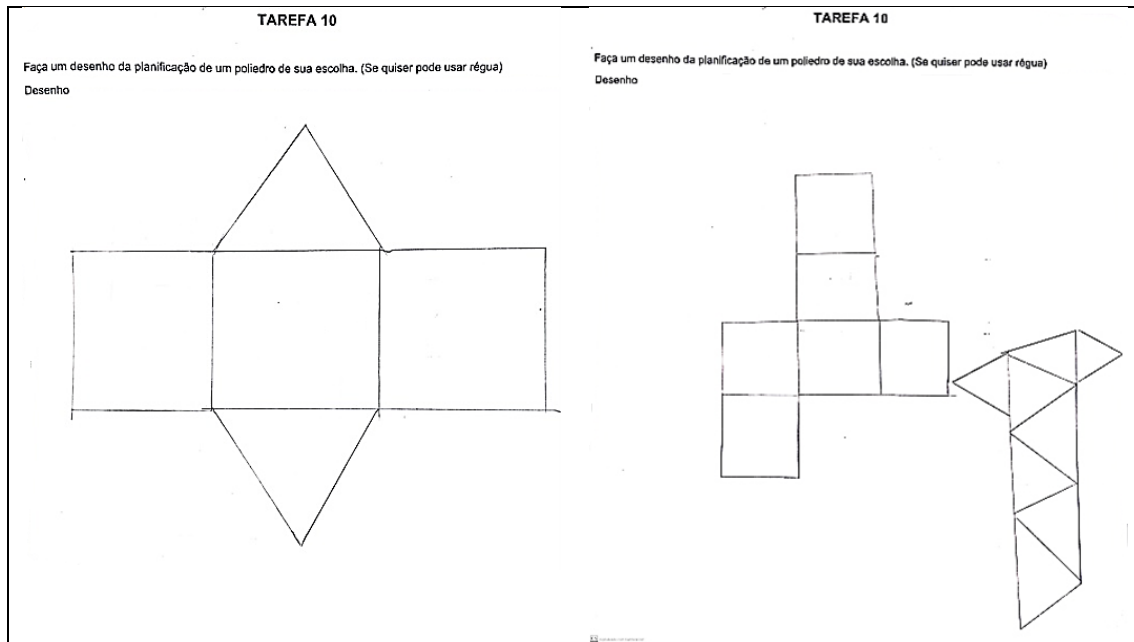 TAREFA 10
Faça um desenho da planificação de um poliedro de sua escolha. (Se quiser pode usar régua)
Desenho
TAREFA 10
Faça um desenho da planificação de um poliedro de sua escolha. (Se quiser pode usar régua)
Desenho